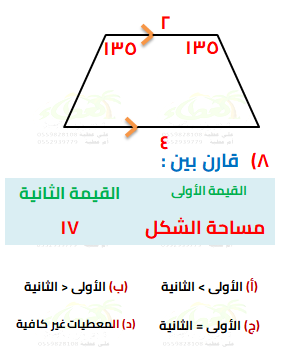 ٢
١٣٥ ١٣٥
٤
٨) قارن بين :
القيمة الأولى القيمة الثانية
مساحة الشكل ١٧
(أ) الأولى > الثانية (ب) الأولى < الثانية
(ج) الأولى = الثانية (د) المعطيات غير كافية